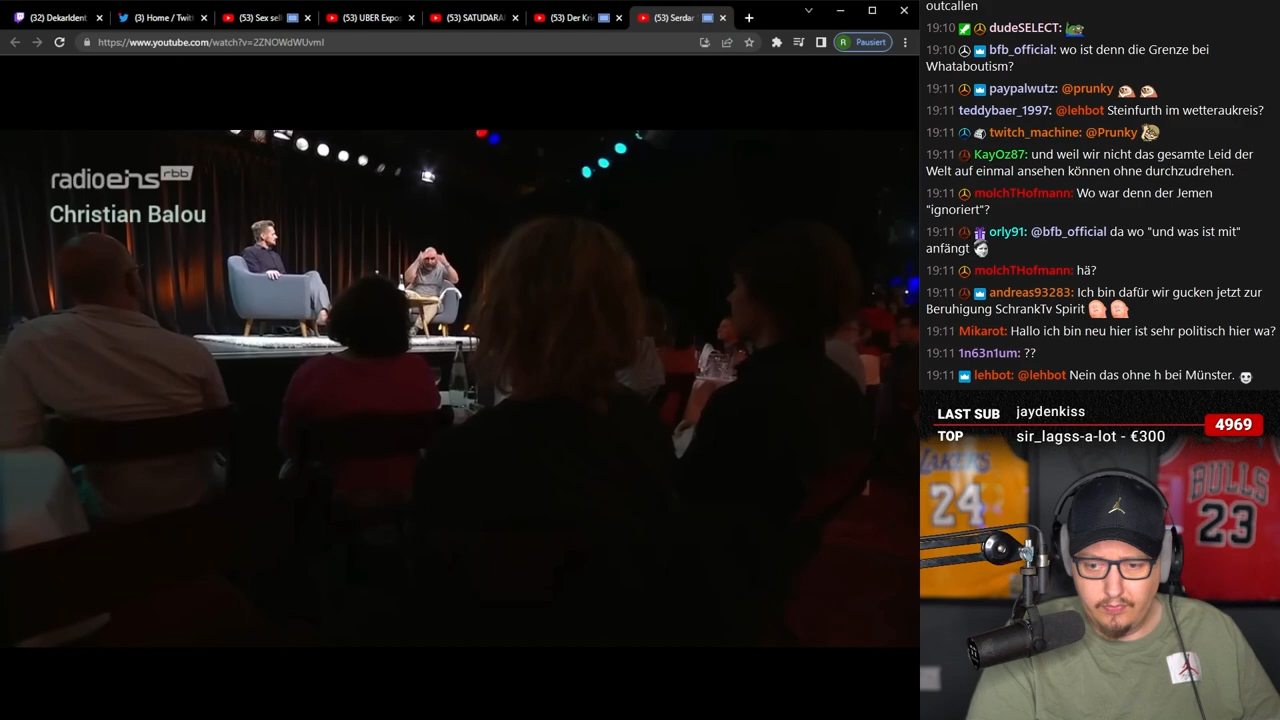 (32) Dekarldent
(3) Home / Twitt
(53) Sex sel
(53) UBER Expo
(53) SATUDARA
(53) Der Kri
(53) Serdar
https://www.youtube.com/watch?v=2ZNOWdWUvmI
R Pausiert
radioeins rbb
Christian Balou
outcallen
19:10 dudeSELECT:
19:10 bfb_official: wo ist denn die Grenze bei
Whataboutism?
19:11 paypalwutz: @prunky
19:11 teddybaer_1997: @lehbot Steinfurth im wetteraukreis?
19:11 twitch_machine: @Prunky
19:11 KayOz87: und weil wir nicht das gesamte Leid der
Welt auf einmal ansehen können ohne durchzudrehen.
19:11 molchTHofmann: Wo war denn der Jemen
"ignoriert"?
19:11 orly91: @bfb_official da wo "und was ist mit"
anfängt
19:11 molchTHofmann: hä?
19:11 andreas93283: Ich bin dafür wir gucken jetzt zur
Beruhigung SchrankTv Spirit
19:11 Mikarot: Hallo ich bin neu hier ist sehr politisch hier wa?
19:11 1n63n1um: ??
19:11 lehbot: @lehbot Nein das ohne h bei Münster.
LAST SUB jaydenkiss
4969
TOP sir_lagss-a-lot - €300
LAKERS
24
BULLS
23